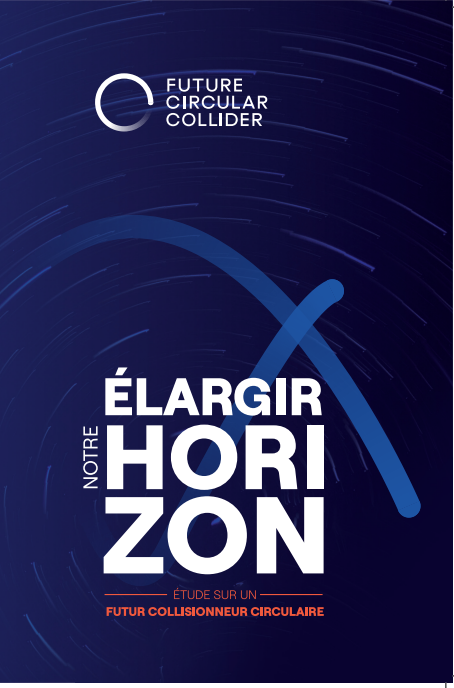 FUTURE
CIRCULAR
COLLIDER
ÉLARGIR
NOTRE
HORI
ZON
ÉTUDE SUR UN
FUTUR COLLISIONNEUR CIRCULAIRE